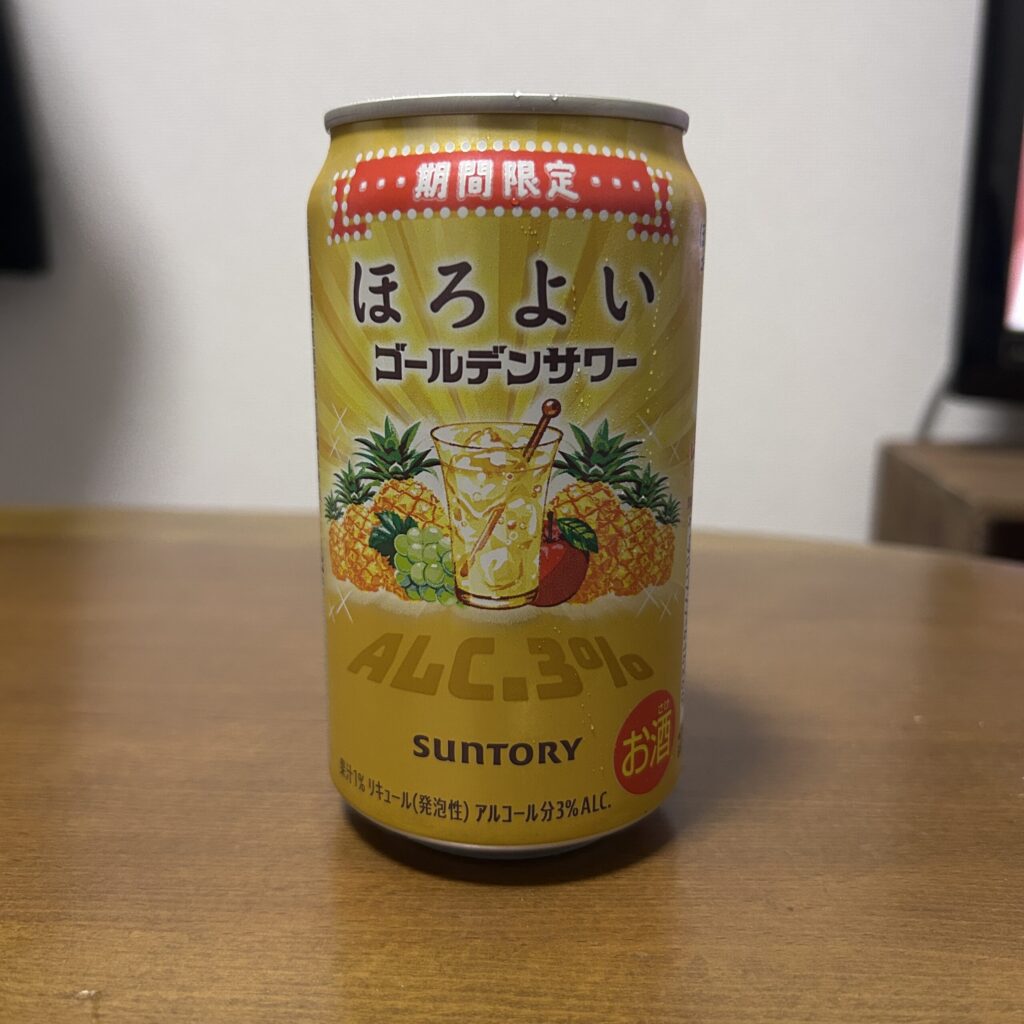 ・・・期間限定・・・
ほろよい
ゴールデンサワー
ALC.3%
SUNTORY
さけ
お酒
果汁1% リキュール(発泡性) アルコール分3% ALC.